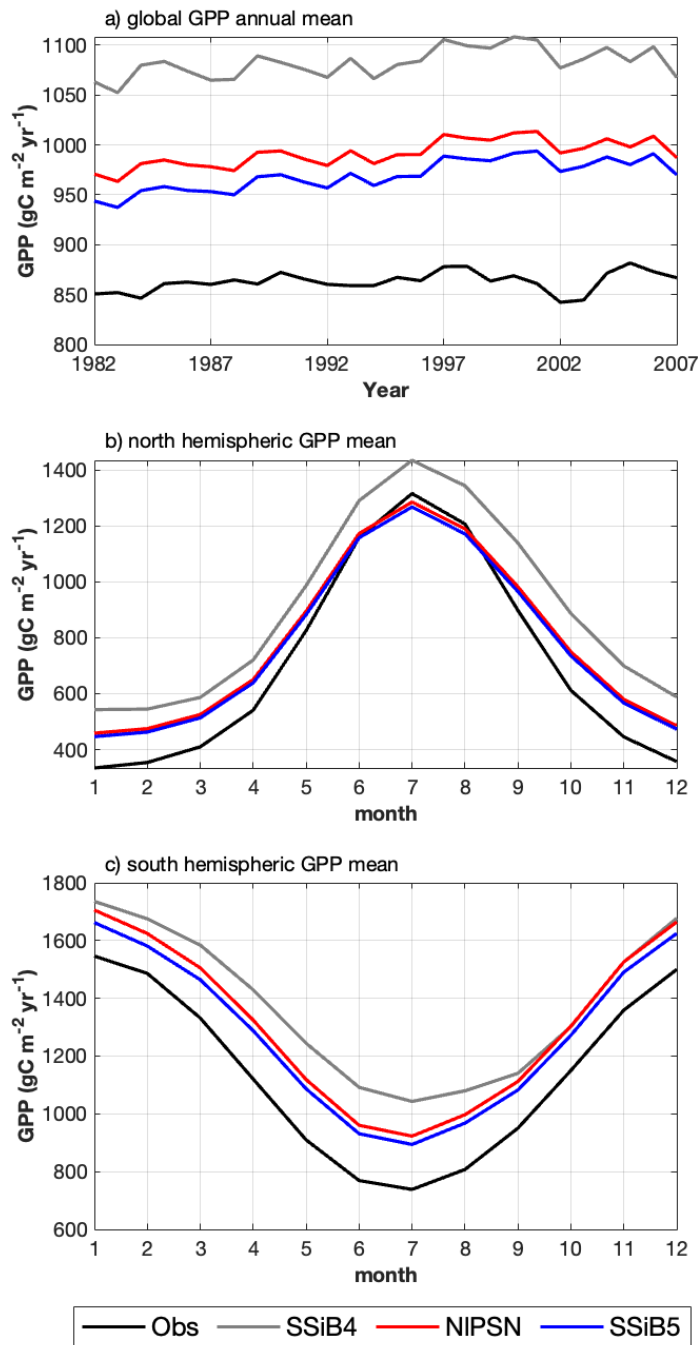 a) global GPP annual mean
1100
1050
1000
950
900
850
800
GPP (gC m⁻² yr⁻¹)
1982 1987 1992 1997 2002 2007
Year
b) north hemispheric GPP mean
1400
1200
1000
800
600
400
GPP (gC m⁻² yr⁻¹)
1 2 3 4 5 6 7 8 9 10 11 12
month
c) south hemispheric GPP mean
1800
1600
1400
1200
1000
800
600
GPP (gC m⁻² yr⁻¹)
1 2 3 4 5 6 7 8 9 10 11 12
month
Obs SSiB4 NIPSN SSiB5